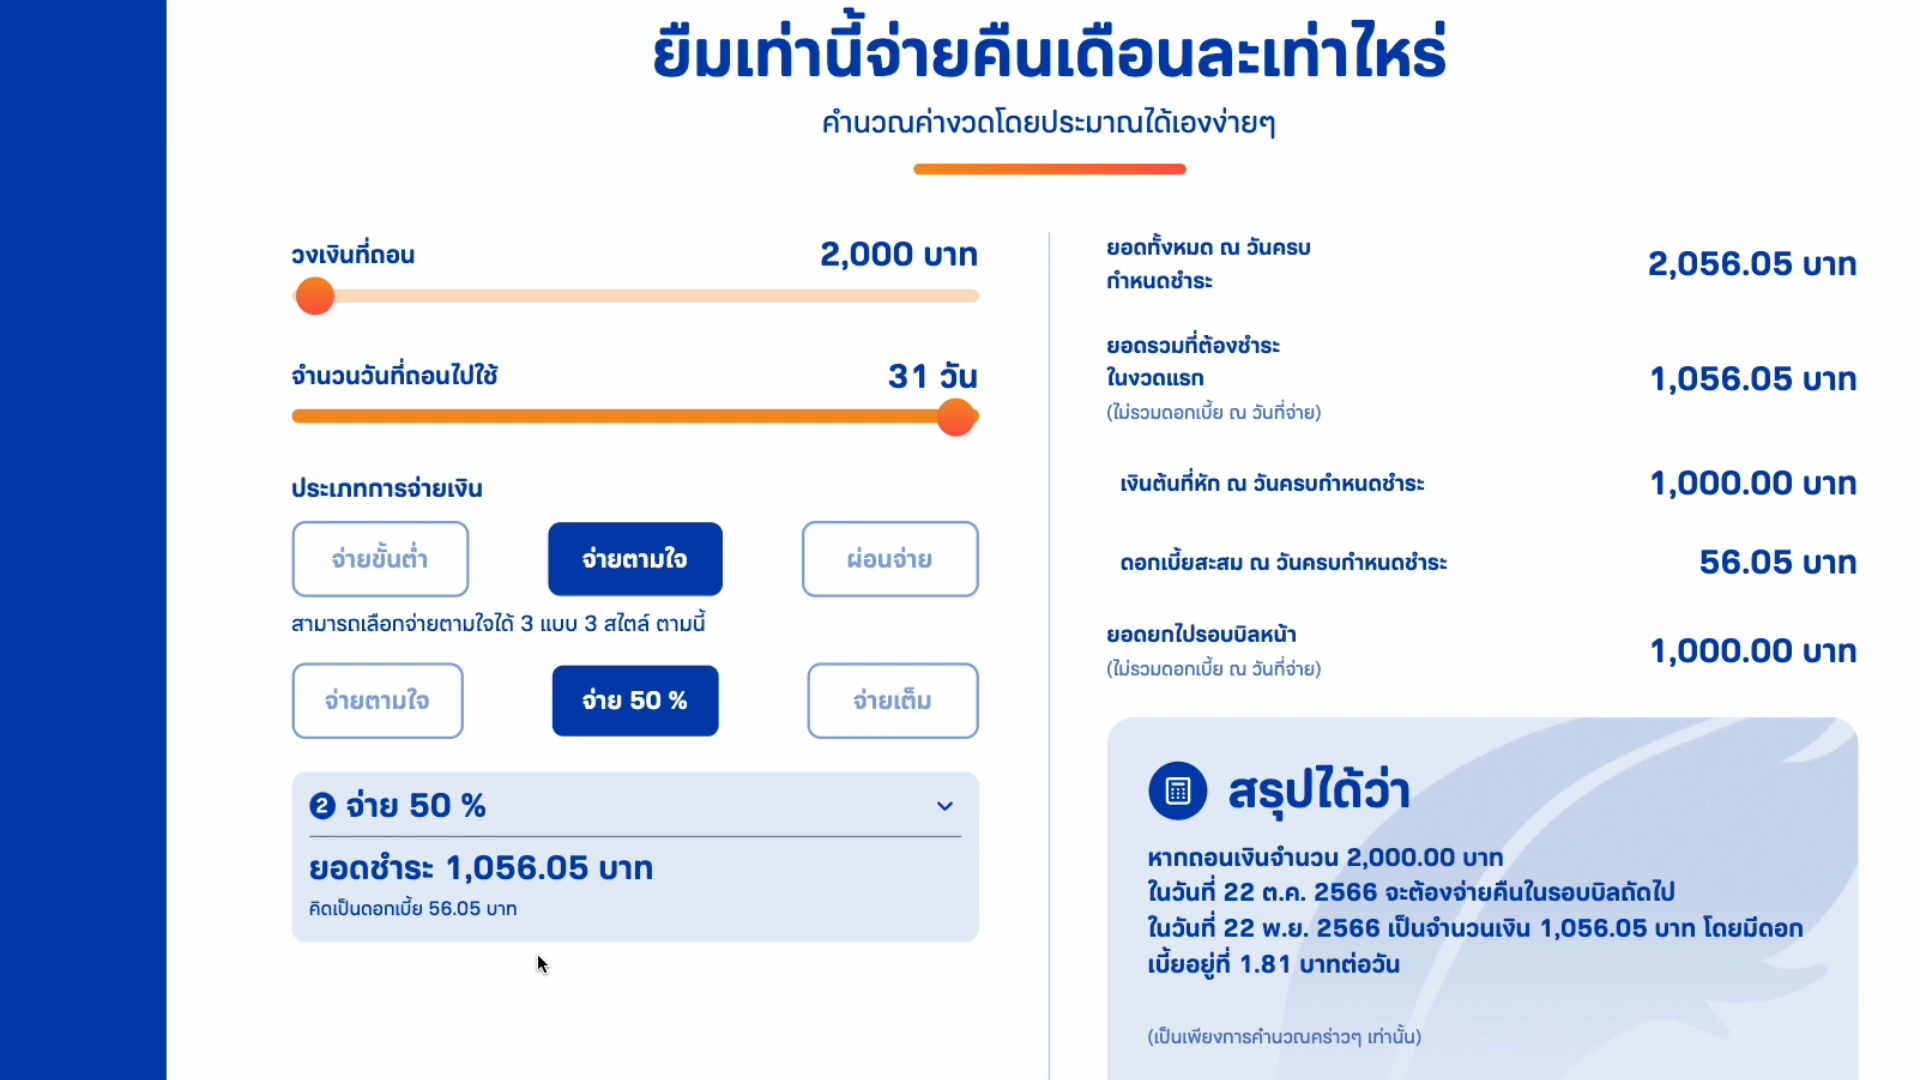 ยืมเท่านี้จ่ายคืนเดือนละเท่าไหร่
คำนวณค่างวดโดยประมาณได้เองง่ายๆ
วงเงินที่ถอน
2,000 บาท
จำนวนวันที่ถอนไปใช้
31 วัน
ประเภทการจ่ายเงิน
จ่ายขั้นต่ำ
จ่ายตามใจ
ผ่อนจ่าย
สามารถเลือกจ่ายตามใจได้ 3 แบบ 3 สไตล์ ตามนี้
จ่ายตามใจ
จ่าย 50 %
จ่ายเต็ม
2 จ่าย 50 %
ยอดชำระ 1,056.05 บาท
คิดเป็นดอกเบี้ย 56.05 บาท
ยอดทั้งหมด ณ วันครบ
กำหนดชำระ
2,056.05 บาท
ยอดรวมที่ต้องชำระ
ในงวดแรก
(ไม่รวมดอกเบี้ย ณ วันที่จ่าย)
1,056.05 บาท
เงินต้นที่หัก ณ วันครบกำหนดชำระ
1,000.00 บาท
ดอกเบี้ยสะสม ณ วันครบกำหนดชำระ
56.05 บาท
ยอดยกไปรอบบิลหน้า
(ไม่รวมดอกเบี้ย ณ วันที่จ่าย)
1,000.00 บาท
สรุปได้ว่า
หากถอนเงินจำนวน 2,000.00 บาท
ในวันที่ 22 ต.ค. 2566 จะต้องจ่ายคืนในรอบบิลถัดไป
ในวันที่ 22 พ.ย. 2566 เป็นจำนวนเงิน 1,056.05 บาท โดยมีดอก
เบี้ยอยู่ที่ 1.81 บาทต่อวัน
(เป็นเพียงการคำนวณคร่าวๆ เท่านั้น)